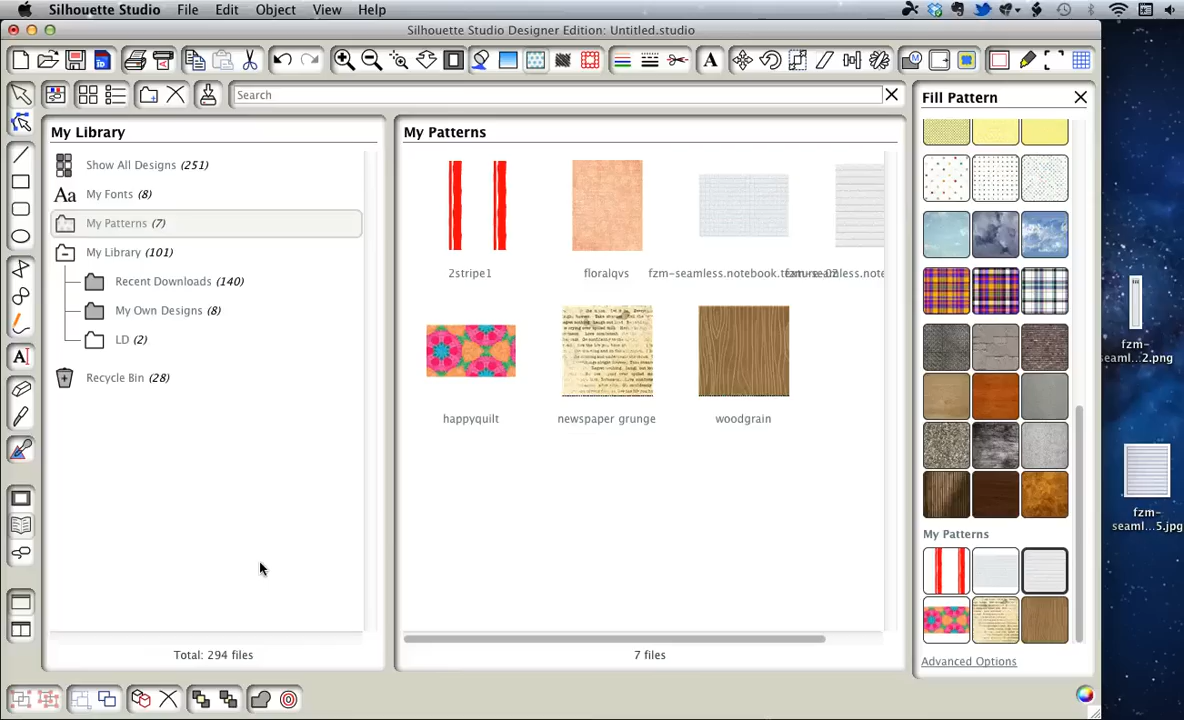 Silhouette Studio File Edit Object View Help
Silhouette Studio Designer Edition: Untitled.studio
Search
My Library
My Patterns
Fill Pattern
Show All Designs (251)
My Fonts (8)
My Patterns (7)
My Library (101)
Recent Downloads (140)
My Own Designs (8)
LD (2)
Recycle Bin (28)
Total: 294 files
2stripe1
floralqvs
happyquilt
newspaper grunge
woodgrain
7 files
My Patterns
Advanced Options
fzm-
seaml...2.png
fzm-
seaml...5.jpg